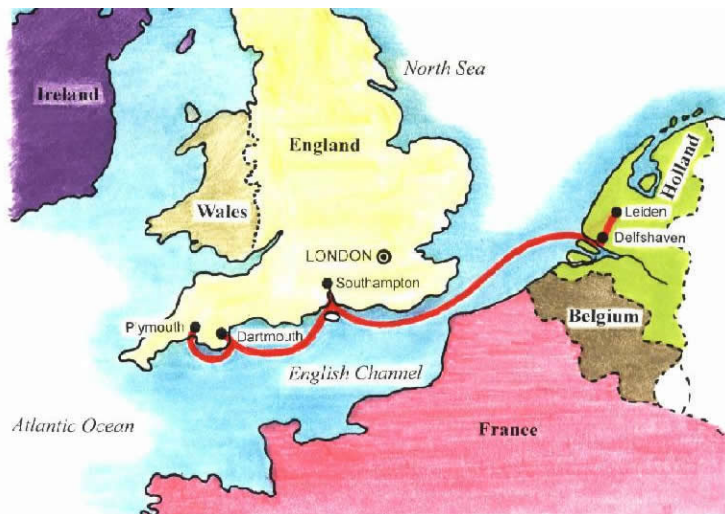 North Sea
Ireland
England
Holland
Wales
Leiden
Delfshaven
LONDON
Southampton
Plymouth
Dartmouth
Belgium
English Channel
Atlantic Ocean
France